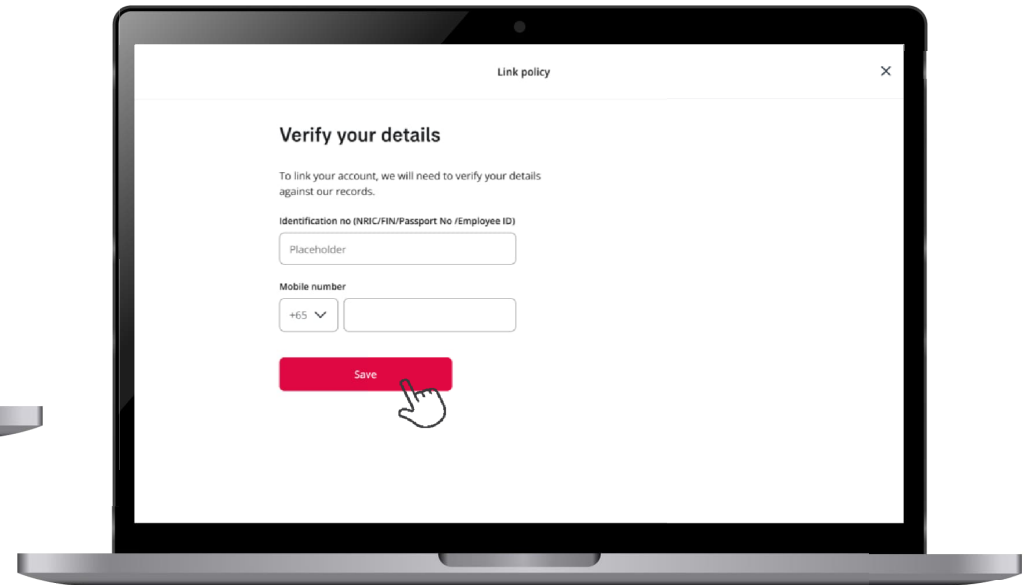 Link policy
Verify your details
To link your account, we will need to verify your details
against our records.
Identification no (NRIC/FIN/Passport No /Employee ID)
Placeholder
Mobile number
+65
Save